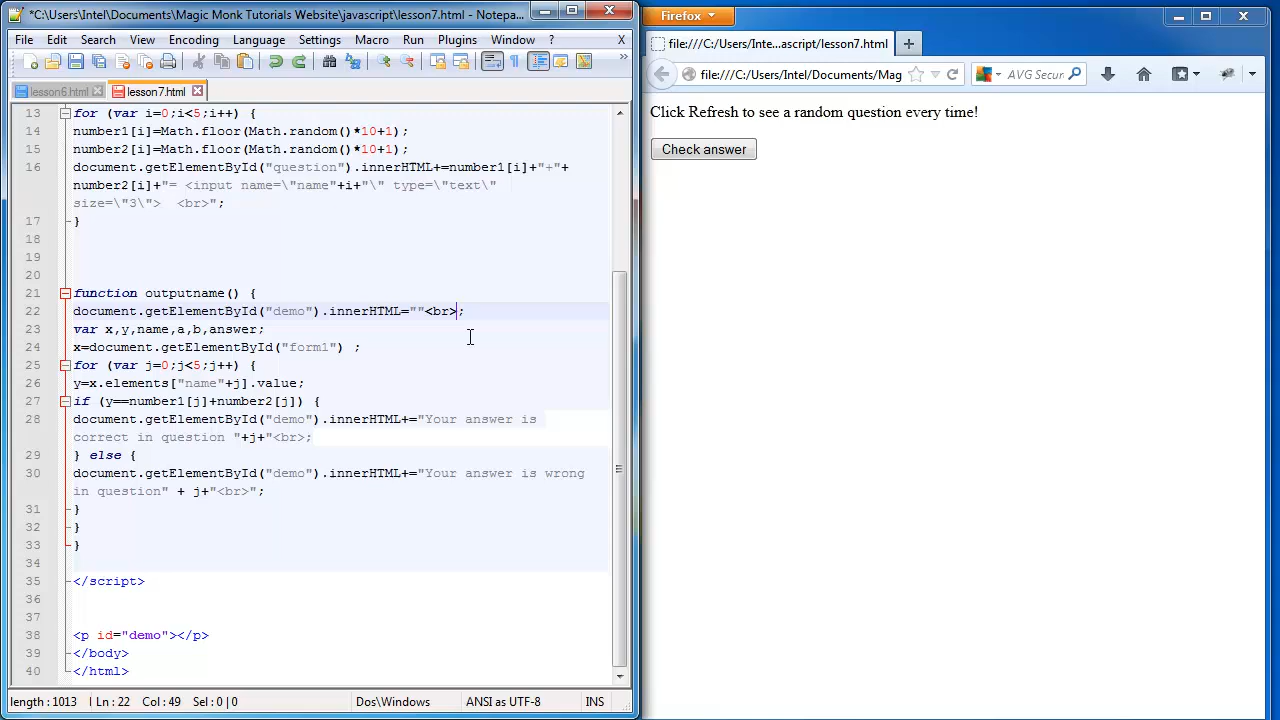 *C:\Users\Intel\Documents\Magic Monk Tutorials Website\javascript\lesson7.html - Notepa...
File Edit Search View Encoding Language Settings Macro Run Plugins Window ? X
lesson6.html lesson7.html
13 for (var i=0;i<5;i++) {
14 number1[i]=Math.floor(Math.random()*10+1);
15 number2[i]=Math.floor(Math.random()*10+1);
16 document.getElementById("question").innerHTML+=number1[i]+"+"+
number2[i]+"= <input name=\"name"+i+"\" type=\"text\"
size=\"3\">  <br>";
17 }
18
19
20
21 function outputname() {
22 document.getElementById("demo").innerHTML=""<br>;
23 var x,y,name,a,b,answer;
24 x=document.getElementById("form1") ;
25 for (var j=0;j<5;j++) {
26 y=x.elements["name"+j].value;
27 if (y==number1[j]+number2[j]) {
28 document.getElementById("demo").innerHTML+="Your answer is
correct in question "+j+"<br>;
29 } else {
30 document.getElementById("demo").innerHTML+="Your answer is wrong
in question" + j+"<br>";
31 }
32 }
33 }
34
35 </script>
36
37
38 <p id="demo"></p>
39 </body>
40 </html>
length : 1013 l Ln : 22 Col : 49 Sel : 0 | 0 Dos\Windows ANSI as UTF-8 INS
Firefox
file:///C:/Users/Inte...ascript/lesson7.html
file:///C:/Users/Intel/Documents/Mag AVG Secur
Click Refresh to see a random question every time!
Check answer